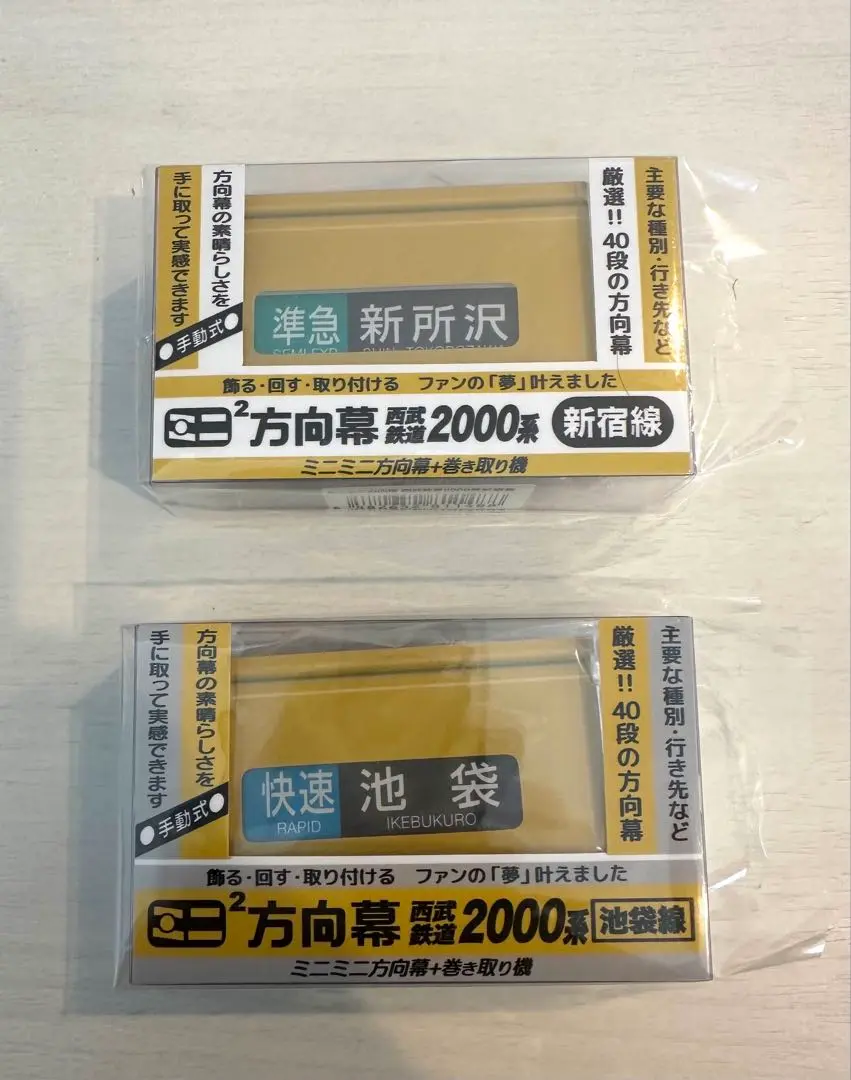 手に取って実感できます
方向幕の素晴らしさを
手動式
準急 新所沢
厳選!! 40段の方向幕
主要な種別・行き先など
飾る・回す・取り付ける ファンの「夢」叶えました
2方向幕 西武鉄道2000系 新宿線
ミニミニ方向幕+巻き取り機
手に取って実感できます
方向幕の素晴らしさを
手動式
快速 池袋
RAPID IKEBUKURO
厳選!! 40段の方向幕
主要な種別・行き先など
飾る・回す・取り付ける ファンの「夢」叶えました
2方向幕 西武鉄道2000系 池袋線
ミニミニ方向幕+巻き取り機